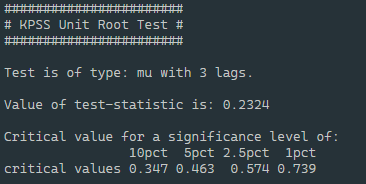 #######################
# KPSS Unit Root Test #
#######################
Test is of type: mu with 3 lags.
Value of test-statistic is: 0.2324
Critical value for a significance level of:
10pct 5pct 2.5pct 1pct
critical values 0.347 0.463 0.574 0.739